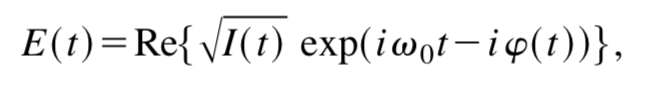 E(t)=Re{√I(t) exp(iω₀t−iφ(t))},